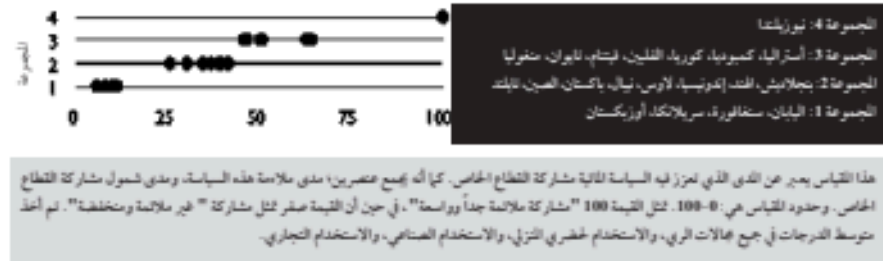 4
3
2
1
المجموعة
0 25 50 75 100
المجموعة 4: نيوزيلندا
المجموعة 3: أستراليا، كمبوديا، كوريا، الفلبين، فيتنام، تايوان، منغوليا
المجموعة 2: بنجلاديش، الهند، إندونيسيا، لاوس، نيبال، باكستان، الصين، تايلند
المجموعة 1: اليابان، سنغافورة، سريلانكا، أوزبكستان
هذا المقياس يعبر عن المدى الذي تعزز فيه السياسة المائية مشاركة القطاع الخاص. كما أنه يجمع عنصرين؛ مدى ملاءمة هذه السياسة، ومدى شمول مشاركة القطاع
الخاص. وحدود المقياس هي: 0-100. تمثل القيمة 100 "مشاركة ملائمة جداً وواسعة"، في حين أن القيمة صفر تمثل مشاركة " غير ملائمة ومنخفضة". تم أخذ
متوسط الدرجات في جميع مجالات الري، والاستخدام الحضري المنزلي، والاستخدام الصناعي، والاستخدام التجاري.